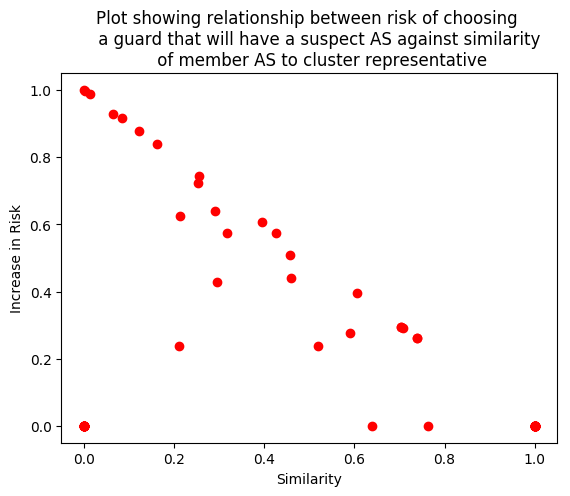 Plot showing relationship between risk of choosing
a guard that will have a suspect AS against similarity
of member AS to cluster representative
1.0
0.8
0.6
0.4
0.2
0.0
Increase in Risk
0.0 0.2 0.4 0.6 0.8 1.0
Similarity